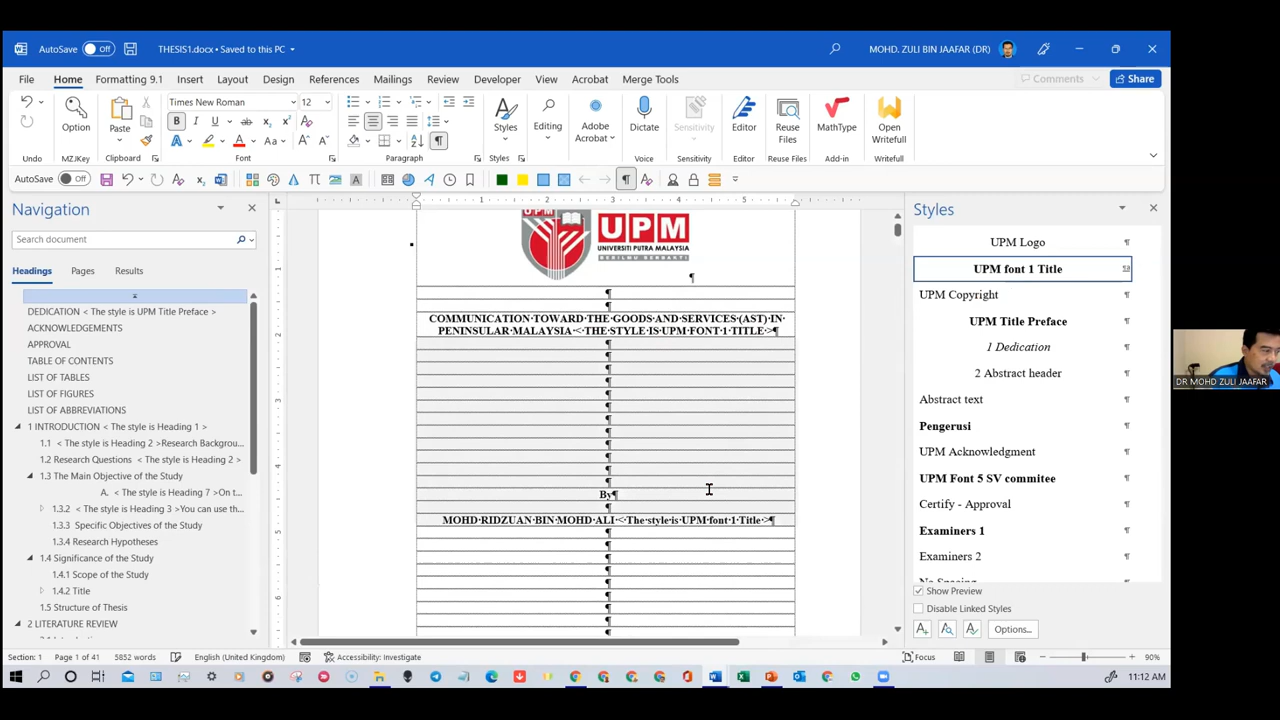 AutoSave Off THESIS1.docx • Saved to this PC MOHD. ZULI BIN JAAFAR (DR)
File Home Formatting 9.1 Insert Layout Design References Mailings Review Developer View Acrobat MathType Merge Tools Comments Share
Times New Roman 12
Option Paste Styles Editing Adobe Acrobat Dictate Sensitivity Editor Reuse Files MathType Open Writefull
Undo MZJKey Clipboard Font Paragraph Styles Voice Sensitivity Editor Reuse Files Add-in Writefull
AutoSave Off
Navigation
Search document
Headings Pages Results
DEDICATION < The style is UPM Title Preface >
ACKNOWLEDGEMENTS
APPROVAL
TABLE OF CONTENTS
LIST OF TABLES
LIST OF FIGURES
LIST OF ABBREVIATIONS
1 INTRODUCTION < The style is Heading 1 >
1.1 < The style is Heading 2 >Research Backgrou...
1.2 Research Questions < The style is Heading 2 >
1.3 The Main Objective of the Study
A. < The style is Heading 7 >On t...
1.3.2 < The style is Heading 3 >You can use th...
1.3.3 Specific Objectives of the Study
1.3.4 Research Hypotheses
1.4 Significance of the Study
1.4.1 Scope of the Study
1.4.2 Title
1.5 Structure of Thesis
2 LITERATURE REVIEW
1 2 3 4 5
UPM
UPM
UNIVERSITI PUTRA MALAYSIA
BERILMU BERBAKTI
COMMUNICATION·TOWARD·THE·GOODS·AND·SERVICES·(AST)·IN·
PENINSULAR·MALAYSIA·<·THE·STYLE·IS·UPM·FONT·1·TITLE·>¶
By¶
MOHD·RIDZUAN·BIN·MOHD·ALI·<·The·style·is·UPM·font·1·Title·>¶
Styles
UPM Logo
UPM font 1 Title
UPM Copyright
UPM Title Preface
1 Dedication
2 Abstract header
Abstract text
Pengerusi
UPM Acknowledgment
UPM Font 5 SV commitee
Certify - Approval
Examiners 1
Examiners 2
No Spacing
Show Preview
Disable Linked Styles
Options...
DR MOHD ZULI JAAFAR
Section: 1 Page 1 of 41 5852 words English (United Kingdom) Accessibility: Investigate Focus 90%
11:12 AM